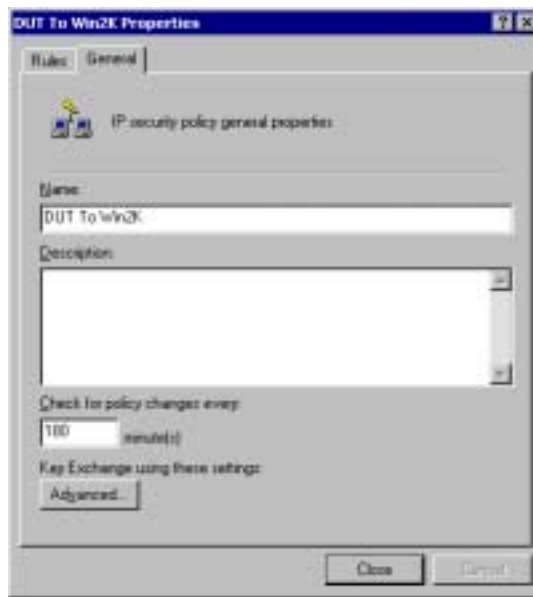 DUT To Win2K Properties
Rules General
IP security policy general properties
Name:
DUT To Win2K
Description:
Check for policy changes every:
180 minute(s)
Key Exchange using these settings:
Advanced...
Close Cancel